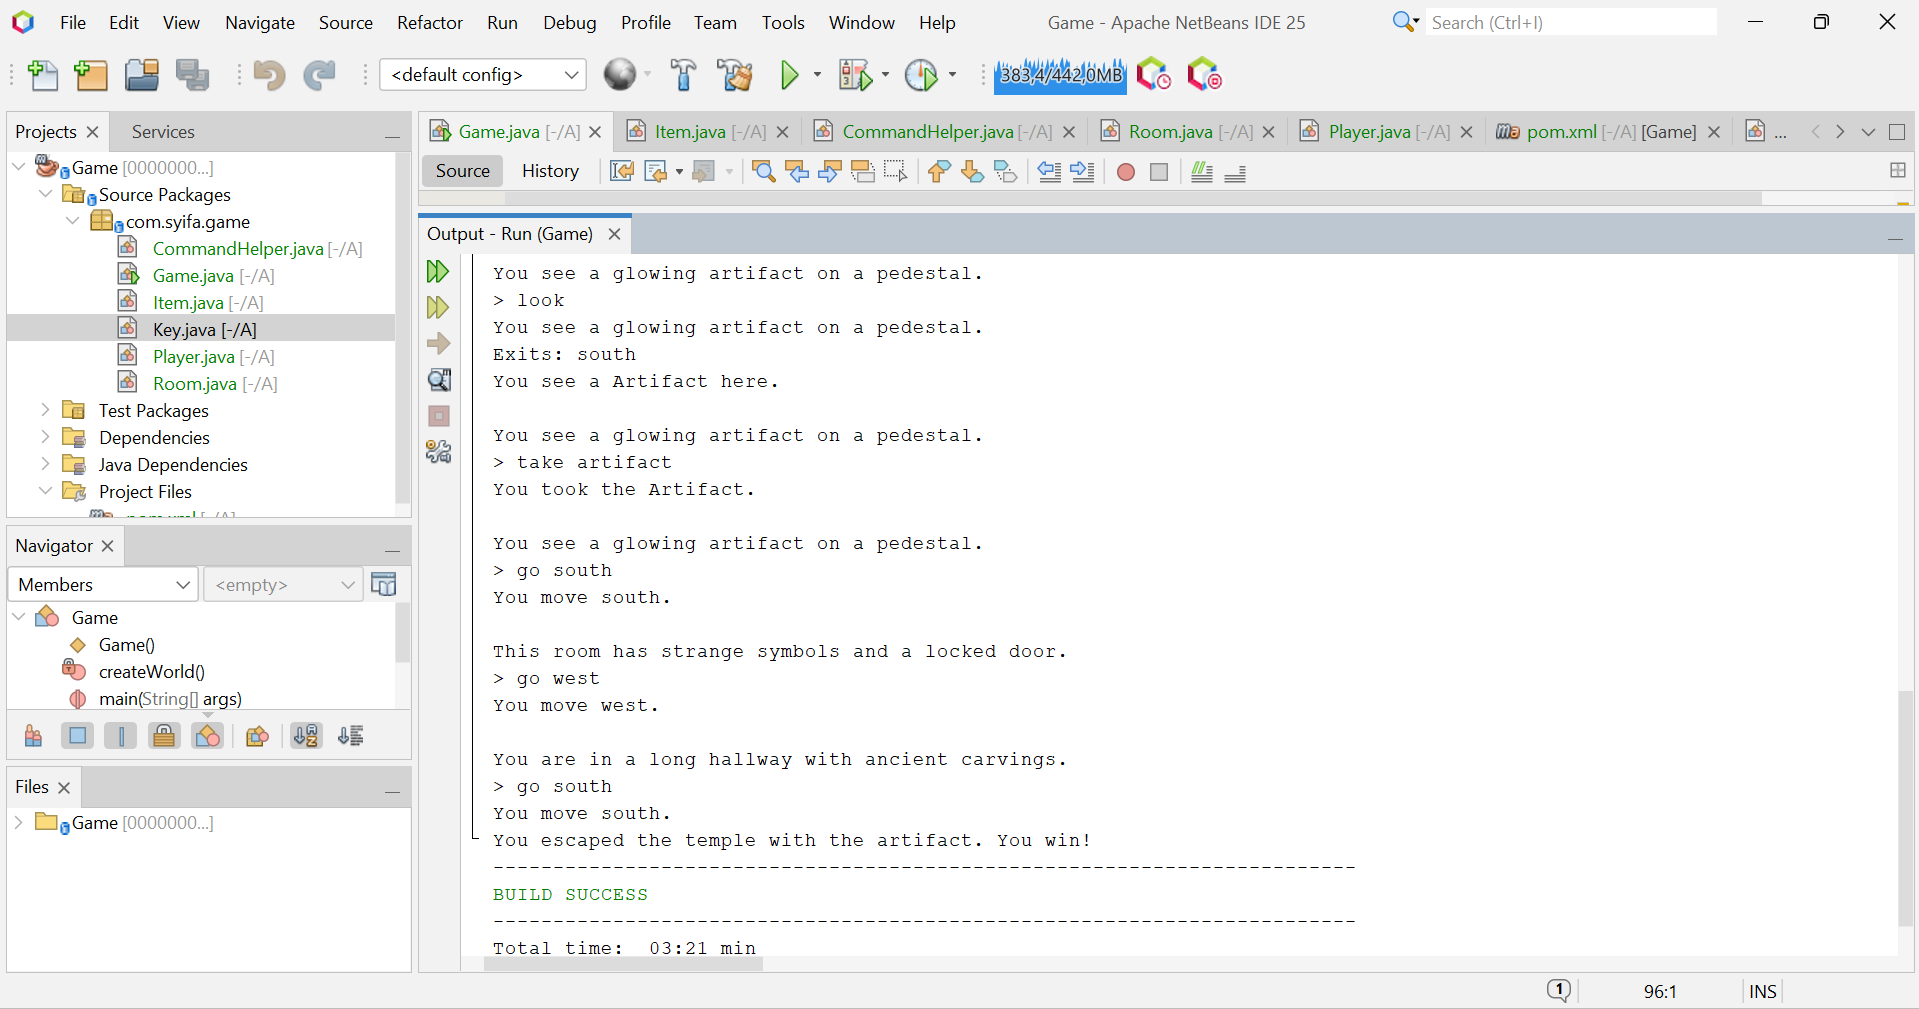 File Edit View Navigate Source Refactor Run Debug Profile Team Tools Window Help Game - Apache NetBeans IDE 25 Search (Ctrl+I)
<default config> 383,4/442,0MB
Projects Services
Game [0000000...]
Source Packages
com.syifa.game
CommandHelper.java [-/A]
Game.java [-/A]
Item.java [-/A]
Key.java [-/A]
Player.java [-/A]
Room.java [-/A]
Test Packages
Dependencies
Java Dependencies
Project Files
Navigator
Members <empty>
Game
Game()
createWorld()
main(String[] args)
Files
Game [0000000...]
Game.java [-/A] Item.java [-/A] CommandHelper.java [-/A] Room.java [-/A] Player.java [-/A] pom.xml [-/A] [Game] ...
Source History
Output - Run (Game)
You see a glowing artifact on a pedestal.
> look
You see a glowing artifact on a pedestal.
Exits: south
You see a Artifact here.
You see a glowing artifact on a pedestal.
> take artifact
You took the Artifact.
You see a glowing artifact on a pedestal.
> go south
You move south.
This room has strange symbols and a locked door.
> go west
You move west.
You are in a long hallway with ancient carvings.
> go south
You move south.
You escaped the temple with the artifact. You win!
------------------------------------------------------------------------
BUILD SUCCESS
------------------------------------------------------------------------
Total time:  03:21 min
1 96:1 INS